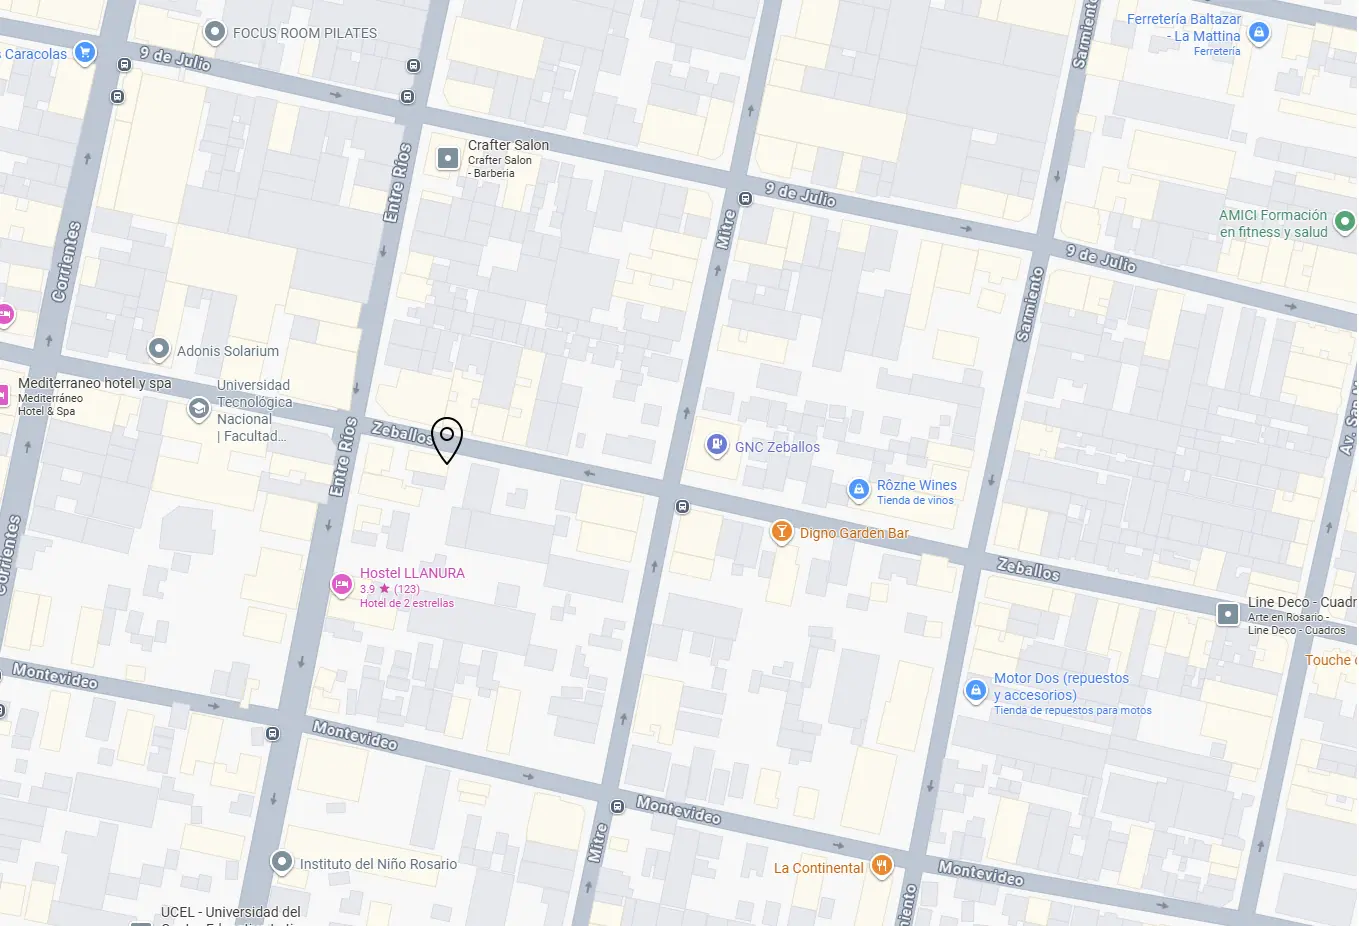 FOCUS ROOM PILATES
Caracolas
9 de Julio
Ferretería Baltazar
- La Mattina
Ferretería
Sarmiento
Crafter Salon
Crafter Salon
- Barberia
Entre Ríos
9 de Julio
Mitre
AMICI Formación
en fitness y salud
9 de Julio
Corrientes
Sarmiento
Adonis Solarium
Mediterraneo hotel y spa
Mediterráneo
Hotel & Spa
Universidad
Tecnológica
Nacional
| Facultad...
Zeballos
Entre Ríos
GNC Zeballos
Av. San
Rôzne Wines
Tienda de vinos
Digno Garden Bar
Corrientes
Zeballos
Hostel LLANURA
3.9 ★ (123)
Hotel de 2 estrellas
Line Deco - Cuadr
Arte en Rosario -
Line Deco - Cuadros
Touche
Montevideo
Motor Dos (repuestos
y accesorios)
Tienda de repuestos para motos
Montevideo
Montevideo
Mitre
Instituto del Niño Rosario
La Continental
Montevideo
UCEL - Universidad del